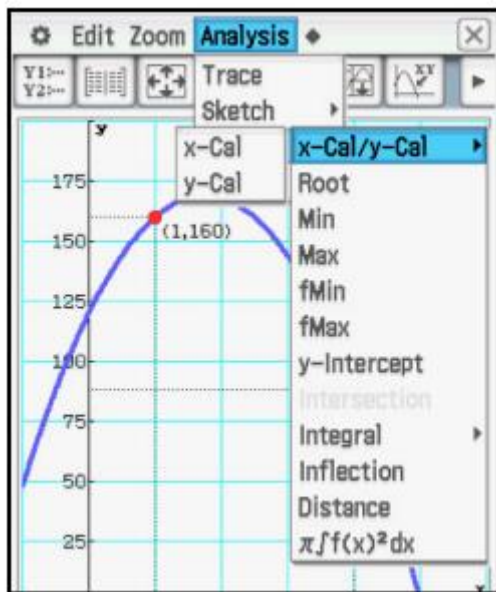 Edit Zoom Analysis
Y1:···
Y2:···
XY
Trace
Sketch
x-Cal
y-Cal
x-Cal/y-Cal
Root
Min
Max
fMin
fMax
y-Intercept
Intersection
Integral
Inflection
Distance
π∫f(x)²dx
y
175
150
125
100
75
50
25
(1,160)
x